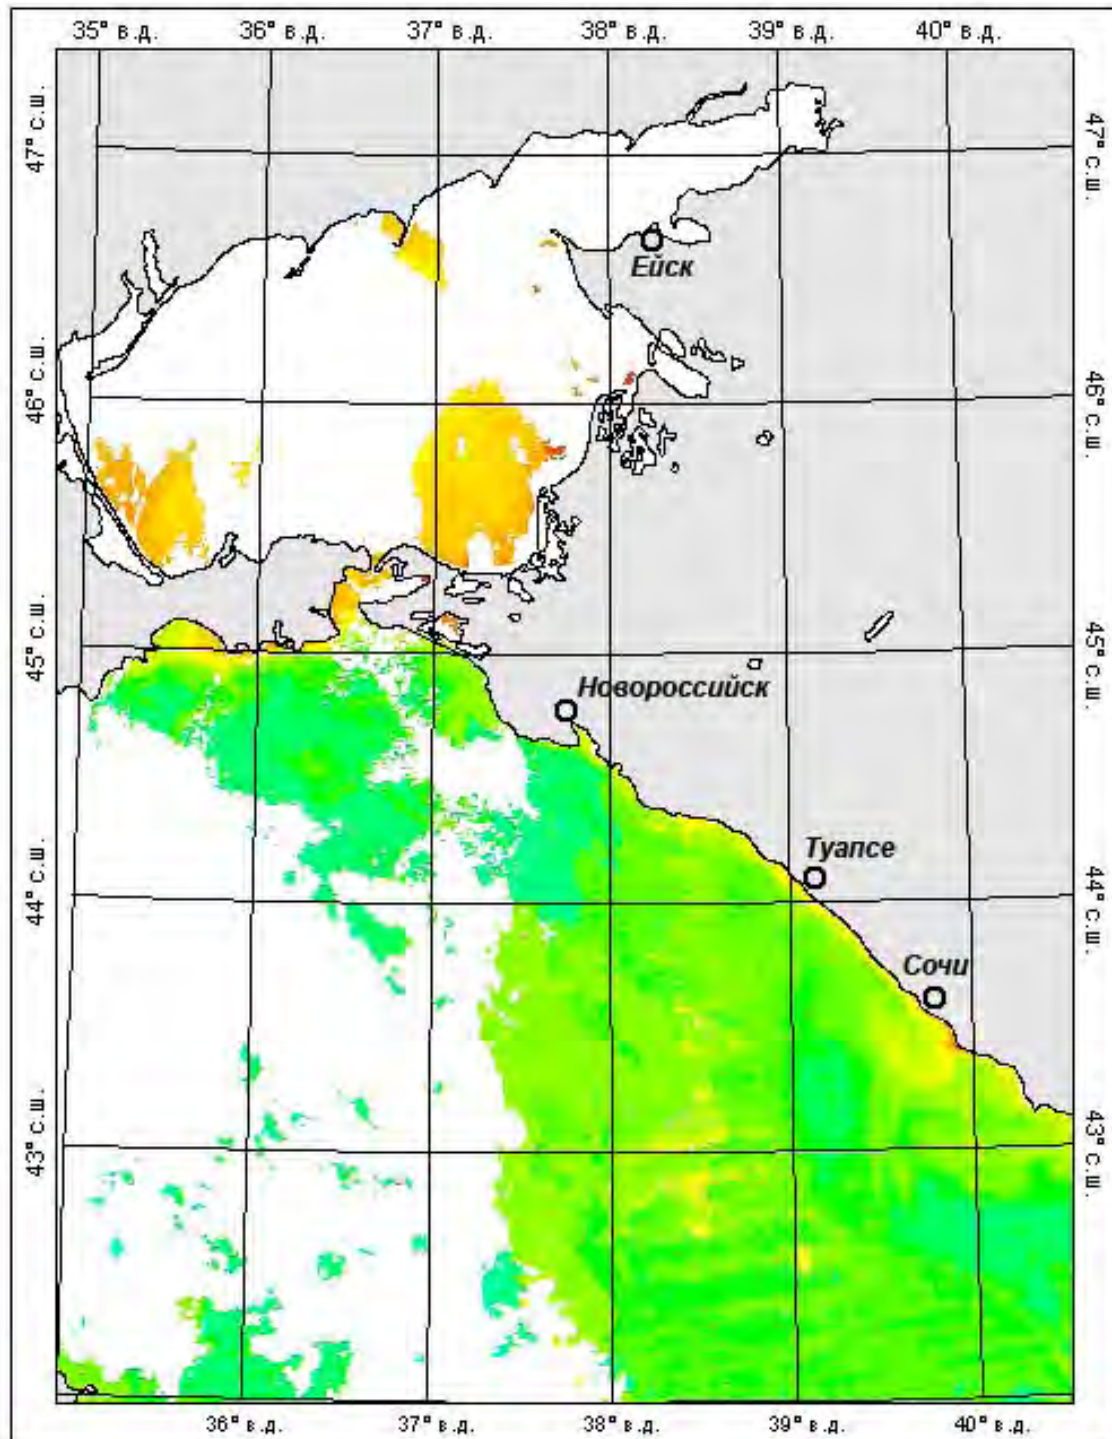 35° в.д.
36° в.д.
37° в.д.
38° в.д.
39° в.д.
40° в.д.
47° с.ш.
47° с.ш.
Ейск
46° с.ш.
46° с.ш.
45° с.ш.
45° с.ш.
Новороссийск
Туапсе
44° с.ш.
44° с.ш.
Сочи
43° с.ш.
43° с.ш.
36° в.д.
37° в.д.
38° в.д.
39° в.д.
40° в.д.